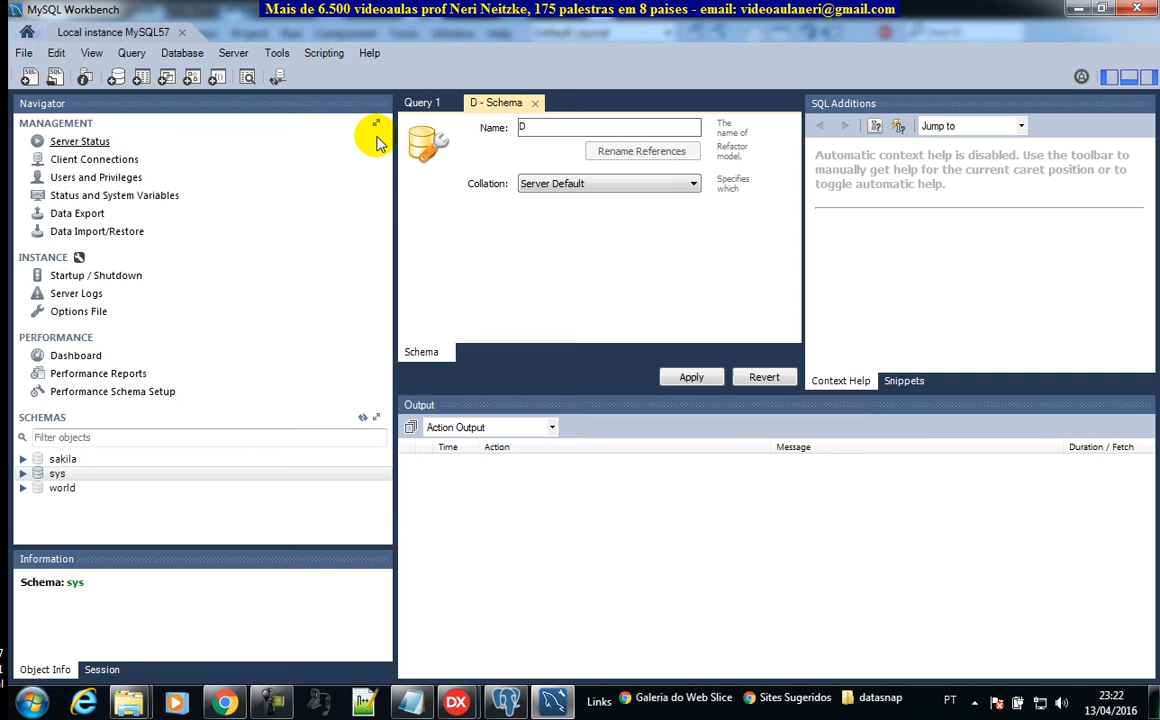 MySQL Workbench
Mais de 6.500 videoaulas prof Neri Neitzke, 175 palestras em 8 paises - email: videoaulaneri@gmail.com
Local instance MySQL57
File Edit View Query Database Server Tools Scripting Help
Navigator
MANAGEMENT
Server Status
Client Connections
Users and Privileges
Status and System Variables
Data Export
Data Import/Restore
INSTANCE
Startup / Shutdown
Server Logs
Options File
PERFORMANCE
Dashboard
Performance Reports
Performance Schema Setup
SCHEMAS
Filter objects
sakila
sys
world
Information
Schema: sys
Object Info Session
Query 1 D - Schema
Name: D
The
name of
Rename References
Refactor
model,
Collation: Server Default
Specifies
which
Schema
Apply Revert
SQL Additions
Jump to
Automatic context help is disabled. Use the toolbar to
manually get help for the current caret position or to
toggle automatic help.
Context Help Snippets
Output
Action Output
Time Action Message Duration / Fetch
Links Galeria do Web Slice Sites Sugeridos datasnap PT
23:22
13/04/2016